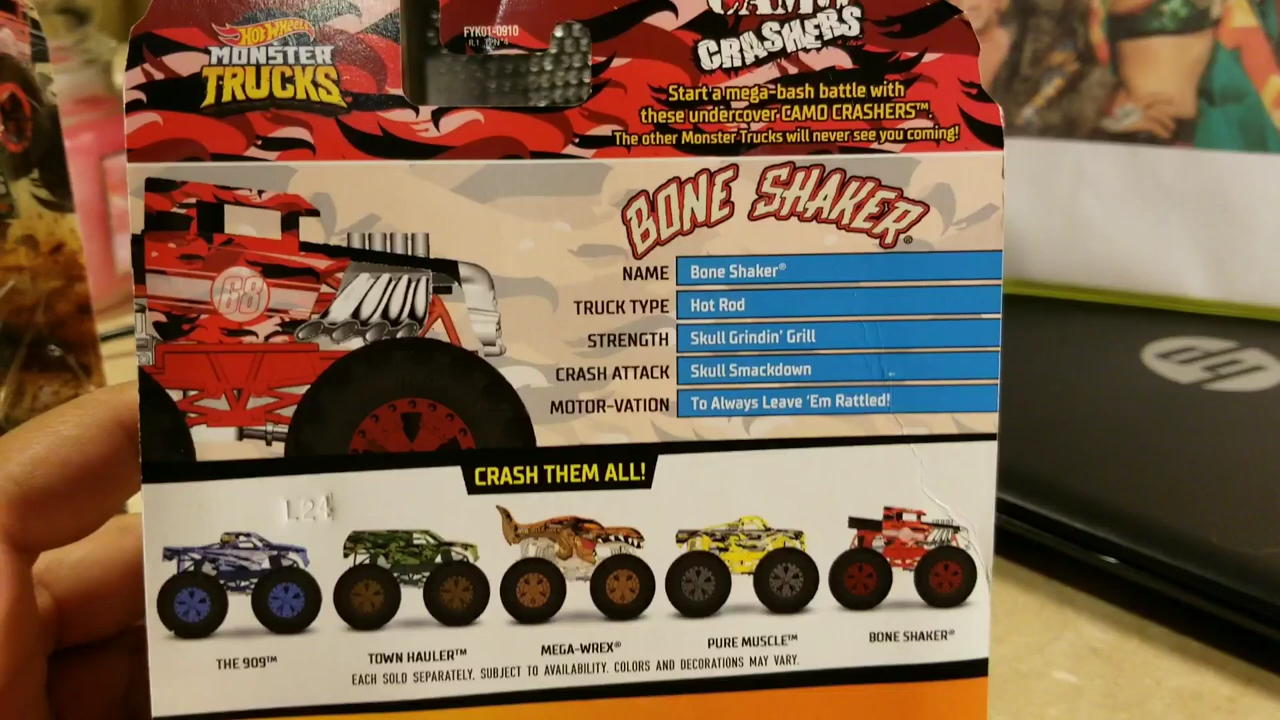 HOT WHEELS
MONSTER
TRUCKS
FYK01-0910
CAMO
CRASHERS
Start a mega-bash battle with
these undercover CAMO CRASHERS™.
The other Monster Trucks will never see you coming!
BONE SHAKER®
NAME Bone Shaker®
TRUCK TYPE Hot Rod
STRENGTH Skull Grindin' Grill
CRASH ATTACK Skull Smackdown
MOTOR-VATION To Always Leave 'Em Rattled!
68
CRASH THEM ALL!
L24
THE 909™
TOWN HAULER™
MEGA-WREX®
PURE MUSCLE™
BONE SHAKER®
EACH SOLD SEPARATELY. SUBJECT TO AVAILABILITY. COLORS AND DECORATIONS MAY VARY.
hp